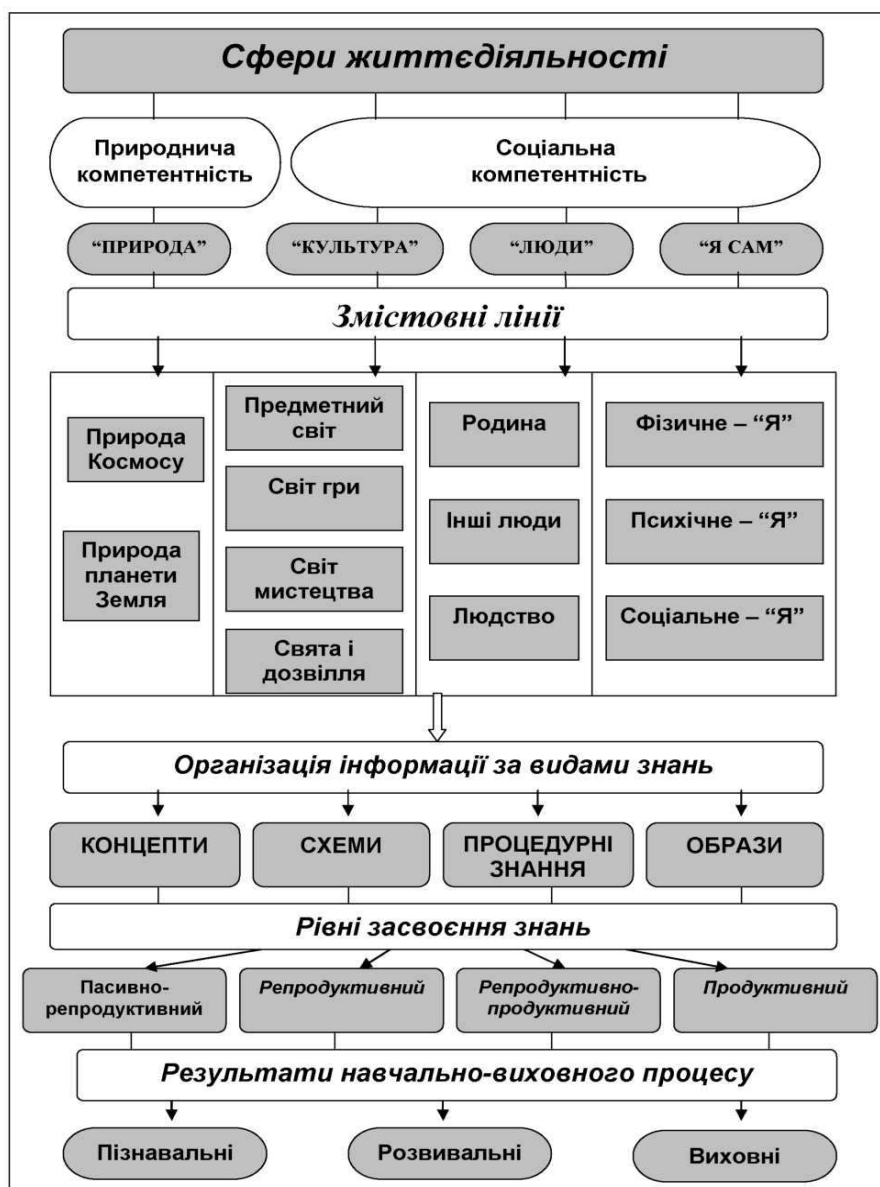 Сфери життєдіяльності
Природнича
компетентність
Соціальна
компетентність
“ПРИРОДА”
“КУЛЬТУРА”
“ЛЮДИ”
“Я САМ”
Змістовні лінії
Природа
Космосу
Природа
планети
Земля
Предметний
світ
Світ гри
Світ
мистецтва
Свята і
дозвілля
Родина
Інші люди
Людство
Фізичне – “Я”
Психічне – “Я”
Соціальне – “Я”
Організація інформації за видами знань
КОНЦЕПТИ
СХЕМИ
ПРОЦЕДУРНІ
ЗНАННЯ
ОБРАЗИ
Рівні засвоєння знань
Пасивно-
репродуктивний
Репродуктивний
Репродуктивно-
продуктивний
Продуктивний
Результати навчально-виховного процесу
Пізнавальні
Розвивальні
Виховні